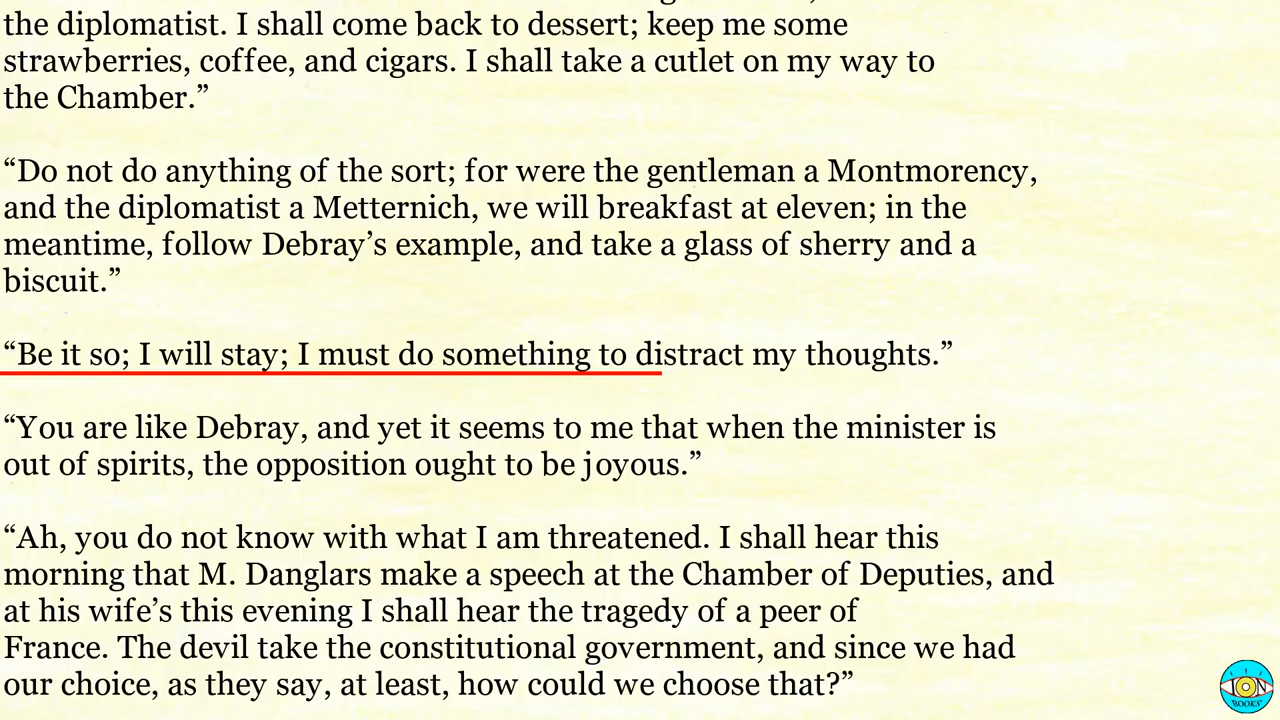 the diplomatist. I shall come back to dessert; keep me some
strawberries, coffee, and cigars. I shall take a cutlet on my way to
the Chamber.”
“Do not do anything of the sort; for were the gentleman a Montmorency,
and the diplomatist a Metternich, we will breakfast at eleven; in the
meantime, follow Debray’s example, and take a glass of sherry and a
biscuit.”
“Be it so; I will stay; I must do something to distract my thoughts.”
“You are like Debray, and yet it seems to me that when the minister is
out of spirits, the opposition ought to be joyous.”
“Ah, you do not know with what I am threatened. I shall hear this
morning that M. Danglars make a speech at the Chamber of Deputies, and
at his wife’s this evening I shall hear the tragedy of a peer of
France. The devil take the constitutional government, and since we had
our choice, as they say, at least, how could we choose that?”
ION
BOOKS